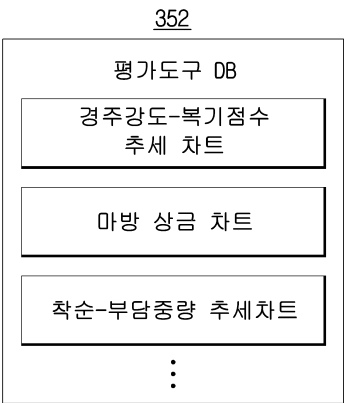 352
평가도구 DB
경주강도-복기점수
추세 차트
마방 상금 차트
착순-부담중량 추세차트
⋮